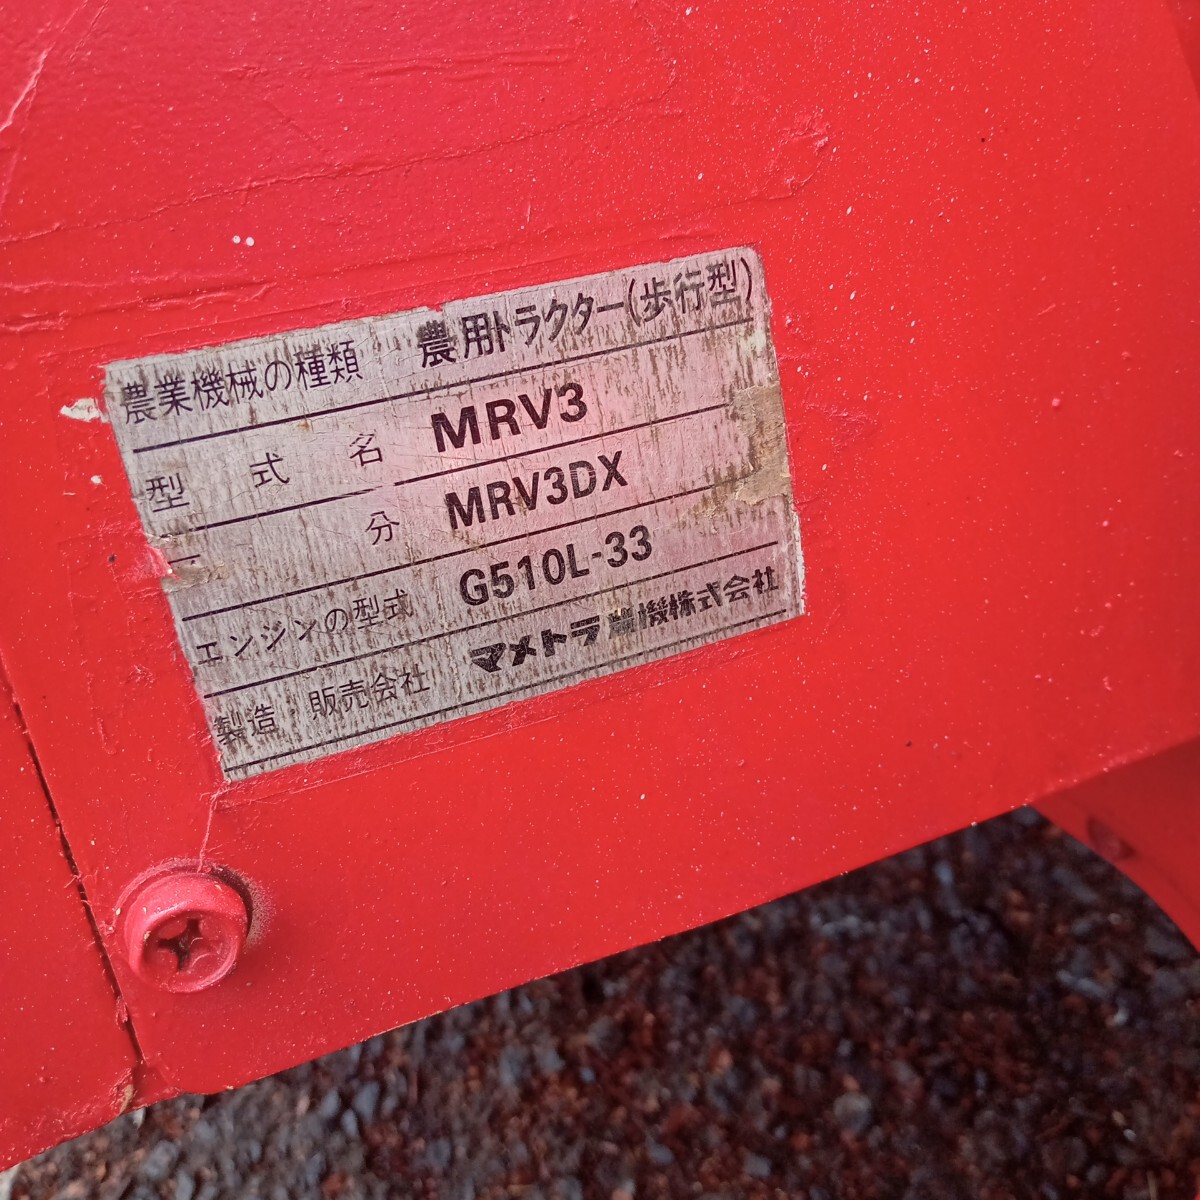 農業機械の種類 農用トラクター(歩行型)
型式名 MRV3
分 MRV3DX
エンジンの型式 G510L-33
製造・販売会社 マメトラ農機株式会社